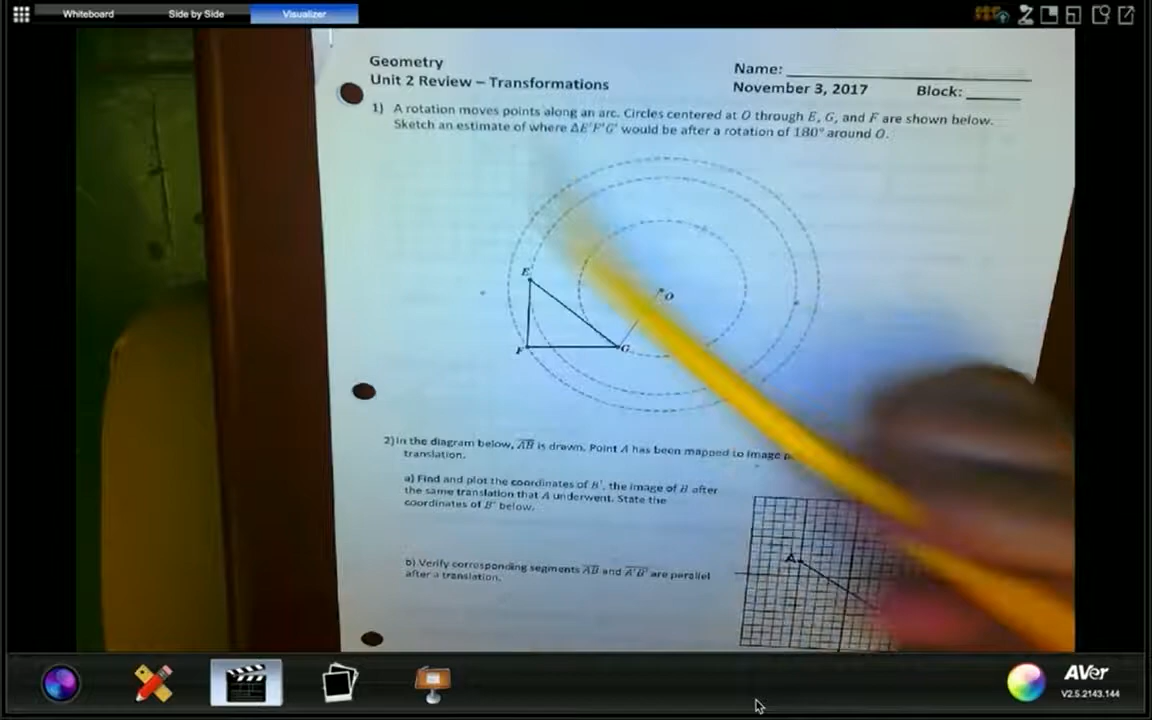 Whiteboard
Side by Side
Visualizer
Geometry
Unit 2 Review – Transformations
Name:
November 3, 2017 Block:
1) A rotation moves points along an arc. Circles centered at O through E, G, and F are shown below.
Sketch an estimate of where ΔE'F'G' would be after a rotation of 180° around O.
E
O
F
G
2) In the diagram below, AB is drawn. Point A has been mapped to image
translation.
a) Find and plot the coordinates of B', the image of B after
the same translation that A underwent. State the
coordinates of B' below.
A
b) Verify corresponding segments AB and A'B' are parallel
after a translation.
AVer
V2.5.2143.144